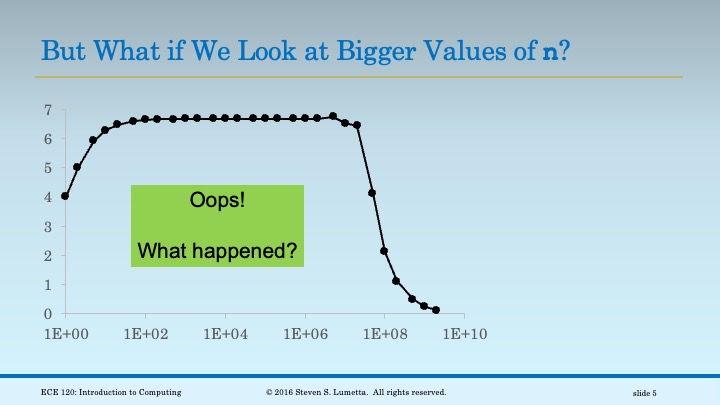 But What if We Look at Bigger Values of n?
7
6
5
4
3
2
1
0
Oops!
What happened?
1E+00 1E+02 1E+04 1E+06 1E+08 1E+10
ECE 120: Introduction to Computing © 2016 Steven S. Lumetta. All rights reserved. slide 5